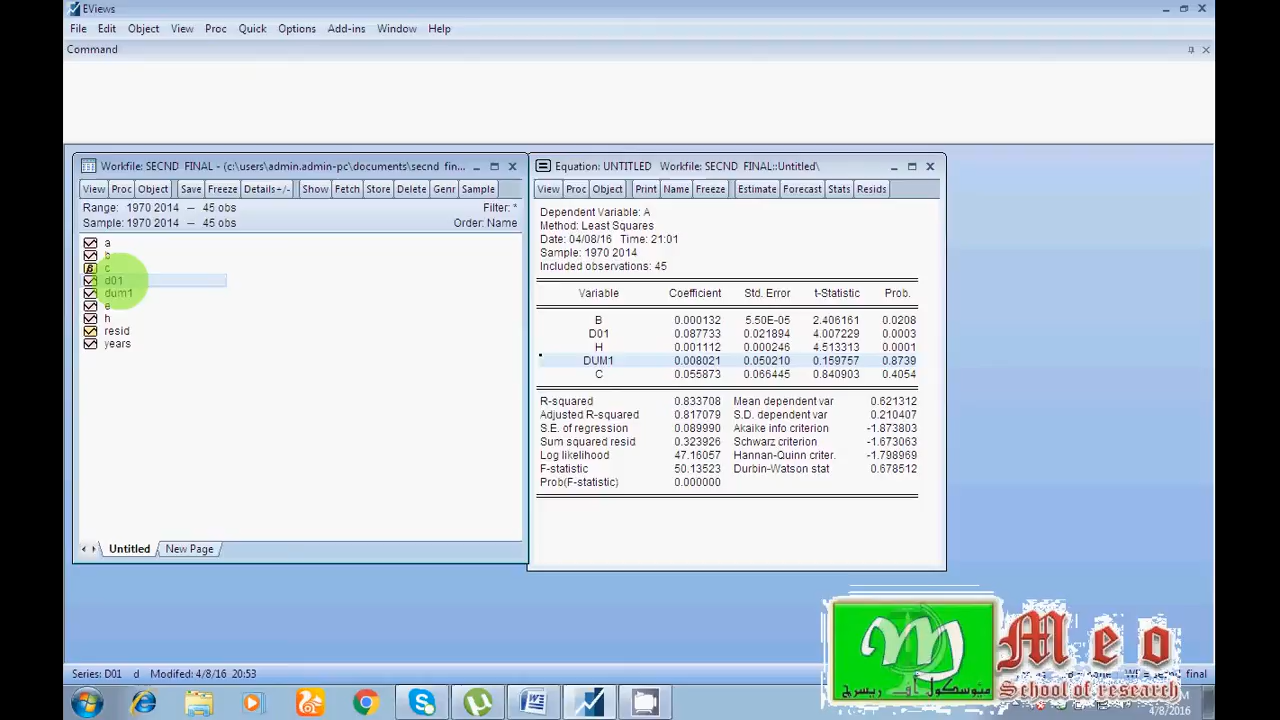 EViews
File Edit Object View Proc Quick Options Add-ins Window Help
Command
Workfile: SECND FINAL - (c:\users\admin.admin-pc\documents\secnd fin...
View Proc Object Save Freeze Details+/- Show Fetch Store Delete Genr Sample
Range: 1970 2014 — 45 obs Filter: *
Sample: 1970 2014 — 45 obs Order: Name
a
b
c
d01
dum1
e
h
resid
years
Untitled New Page
Equation: UNTITLED Workfile: SECND FINAL::Untitled\
View Proc Object Print Name Freeze Estimate Forecast Stats Resids
Dependent Variable: A
Method: Least Squares
Date: 04/08/16 Time: 21:01
Sample: 1970 2014
Included observations: 45
Variable Coefficient Std. Error t-Statistic Prob.
B 0.000132 5.50E-05 2.406161 0.0208
D01 0.087733 0.021894 4.007229 0.0003
H 0.001112 0.000246 4.513313 0.0001
DUM1 0.008021 0.050210 0.159757 0.8739
C 0.055873 0.066445 0.840903 0.4054
R-squared 0.833708 Mean dependent var 0.621312
Adjusted R-squared 0.817079 S.D. dependent var 0.210407
S.E. of regression 0.089990 Akaike info criterion -1.873803
Sum squared resid 0.323926 Schwarz criterion -1.673063
Log likelihood 47.16057 Hannan-Quinn criter. -1.798969
F-statistic 50.13523 Durbin-Watson stat 0.678512
Prob(F-statistic) 0.000000
Series: D01 d Modifed: 4/8/16 20:53
final
M Meo
میوسکول آف ریسرچ School of research
4/8/2016